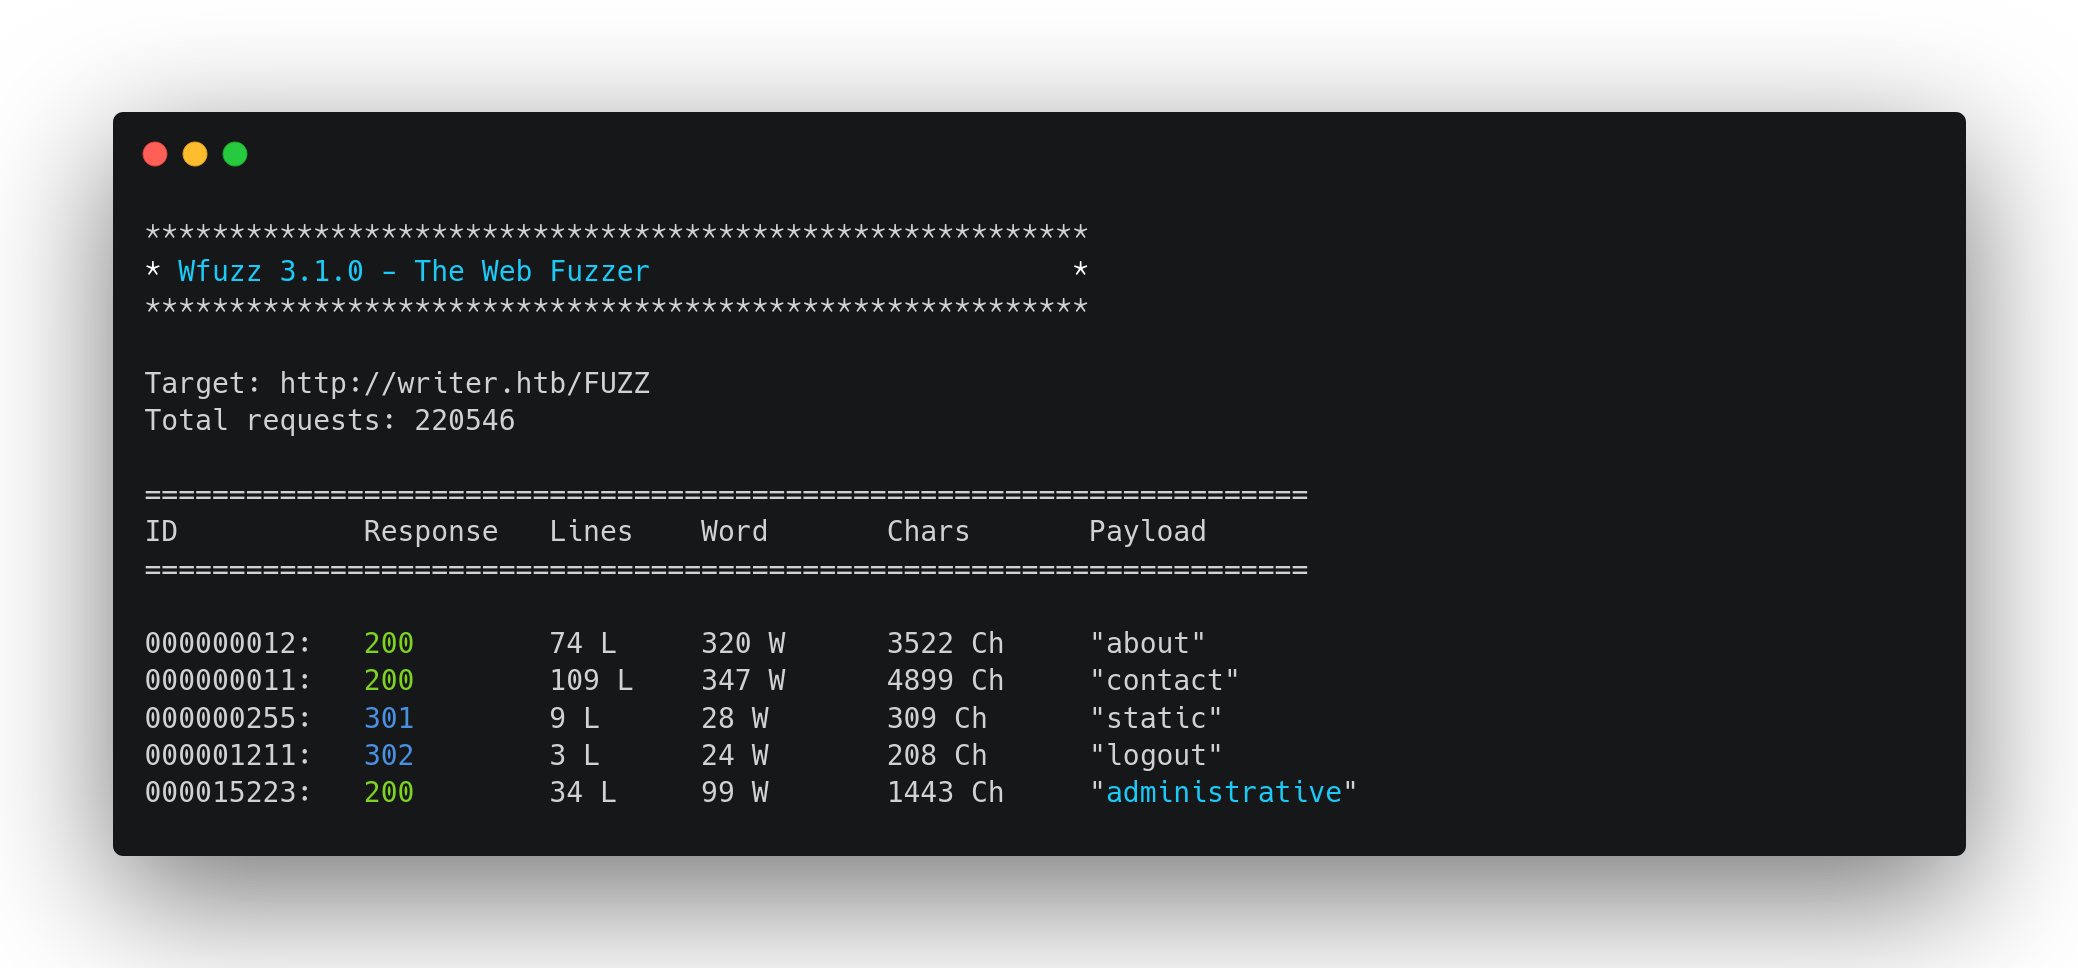 ********************************************************
* Wfuzz 3.1.0 - The Web Fuzzer                         *
********************************************************
Target: http://writer.htb/FUZZ
Total requests: 220546
=====================================================================
ID           Response   Lines    Word       Chars       Payload
=====================================================================
000000012:   200        74 L     320 W      3522 Ch     "about"
000000011:   200        109 L    347 W      4899 Ch     "contact"
000000255:   301        9 L      28 W       309 Ch      "static"
000001211:   302        3 L      24 W       208 Ch      "logout"
000015223:   200        34 L     99 W       1443 Ch     "administrative"